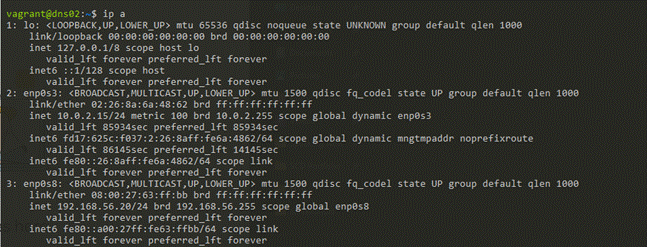 vagrant@dns02:~$ ip a
1: lo: <LOOPBACK,UP,LOWER_UP> mtu 65536 qdisc noqueue state UNKNOWN group default qlen 1000
    link/loopback 00:00:00:00:00:00 brd 00:00:00:00:00:00
    inet 127.0.0.1/8 scope host lo
       valid_lft forever preferred_lft forever
    inet6 ::1/128 scope host
       valid_lft forever preferred_lft forever
2: enp0s3: <BROADCAST,MULTICAST,UP,LOWER_UP> mtu 1500 qdisc fq_codel state UP group default qlen 1000
    link/ether 02:26:8a:6a:48:62 brd ff:ff:ff:ff:ff:ff
    inet 10.0.2.15/24 metric 100 brd 10.0.2.255 scope global dynamic enp0s3
       valid_lft 85934sec preferred_lft 85934sec
    inet6 fd17:625c:f037:2:26:8aff:fe6a:4862/64 scope global dynamic mngtmpaddr noprefixroute
       valid_lft 86145sec preferred_lft 14145sec
    inet6 fe80::26:8aff:fe6a:4862/64 scope link
       valid_lft forever preferred_lft forever
3: enp0s8: <BROADCAST,MULTICAST,UP,LOWER_UP> mtu 1500 qdisc fq_codel state UP group default qlen 1000
    link/ether 08:00:27:63:ff:bb brd ff:ff:ff:ff:ff:ff
    inet 192.168.56.20/24 brd 192.168.56.255 scope global enp0s8
       valid_lft forever preferred_lft forever
    inet6 fe80::a00:27ff:fe63:ffbb/64 scope link
       valid_lft forever preferred_lft forever